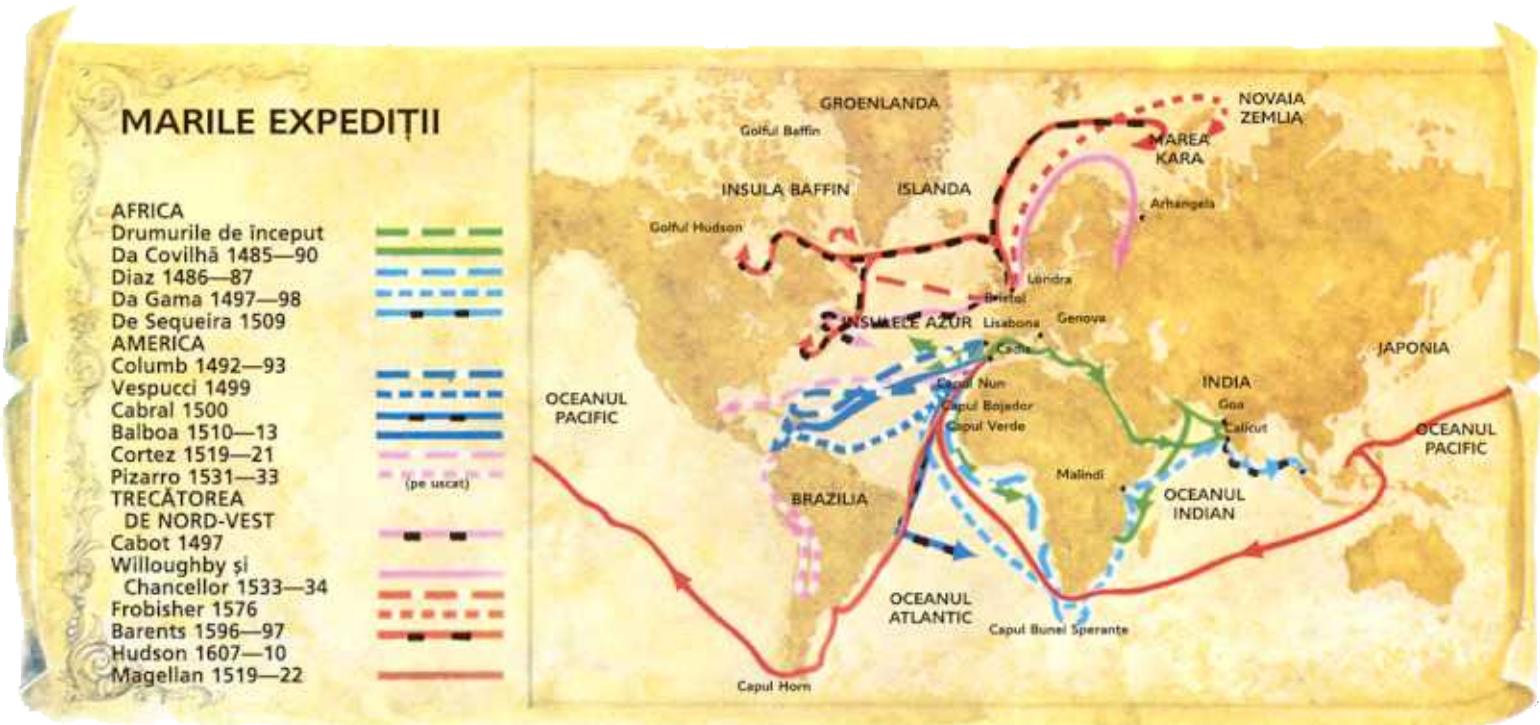 MARILE EXPEDIȚII
AFRICA
Drumurile de început
Da Covilhã 1485—90
Diaz 1486—87
Da Gama 1497—98
De Sequeira 1509
AMERICA
Columb 1492—93
Vespucci 1499
Cabral 1500
Balboa 1510—13
Cortez 1519—21
Pizarro 1531—33
(pe uscat)
TRECĂTOREA
DE NORD-VEST
Cabot 1497
Willoughby și
Chancellor 1533—34
Frobisher 1576
Barents 1596—97
Hudson 1607—10
Magellan 1519—22
GROENLANDA
NOVAIA
ZEMLIA
Golful Baffin
MAREA
KARA
INSULA BAFFIN
ISLANDA
Arhangels
Golful Hudson
Londra
Bristol
INSULELE AZUR
Lisabona
Genova
Cadis
JAPONIA
OCEANUL
PACIFIC
Capul Nun
INDIA
Capul Bojador
Goa
Capul Verde
Calicut
OCEANUL
PACIFIC
BRAZILIA
Malindi
OCEANUL
INDIAN
OCEANUL
ATLANTIC
Capul Bunei Sperante
Capul Horn